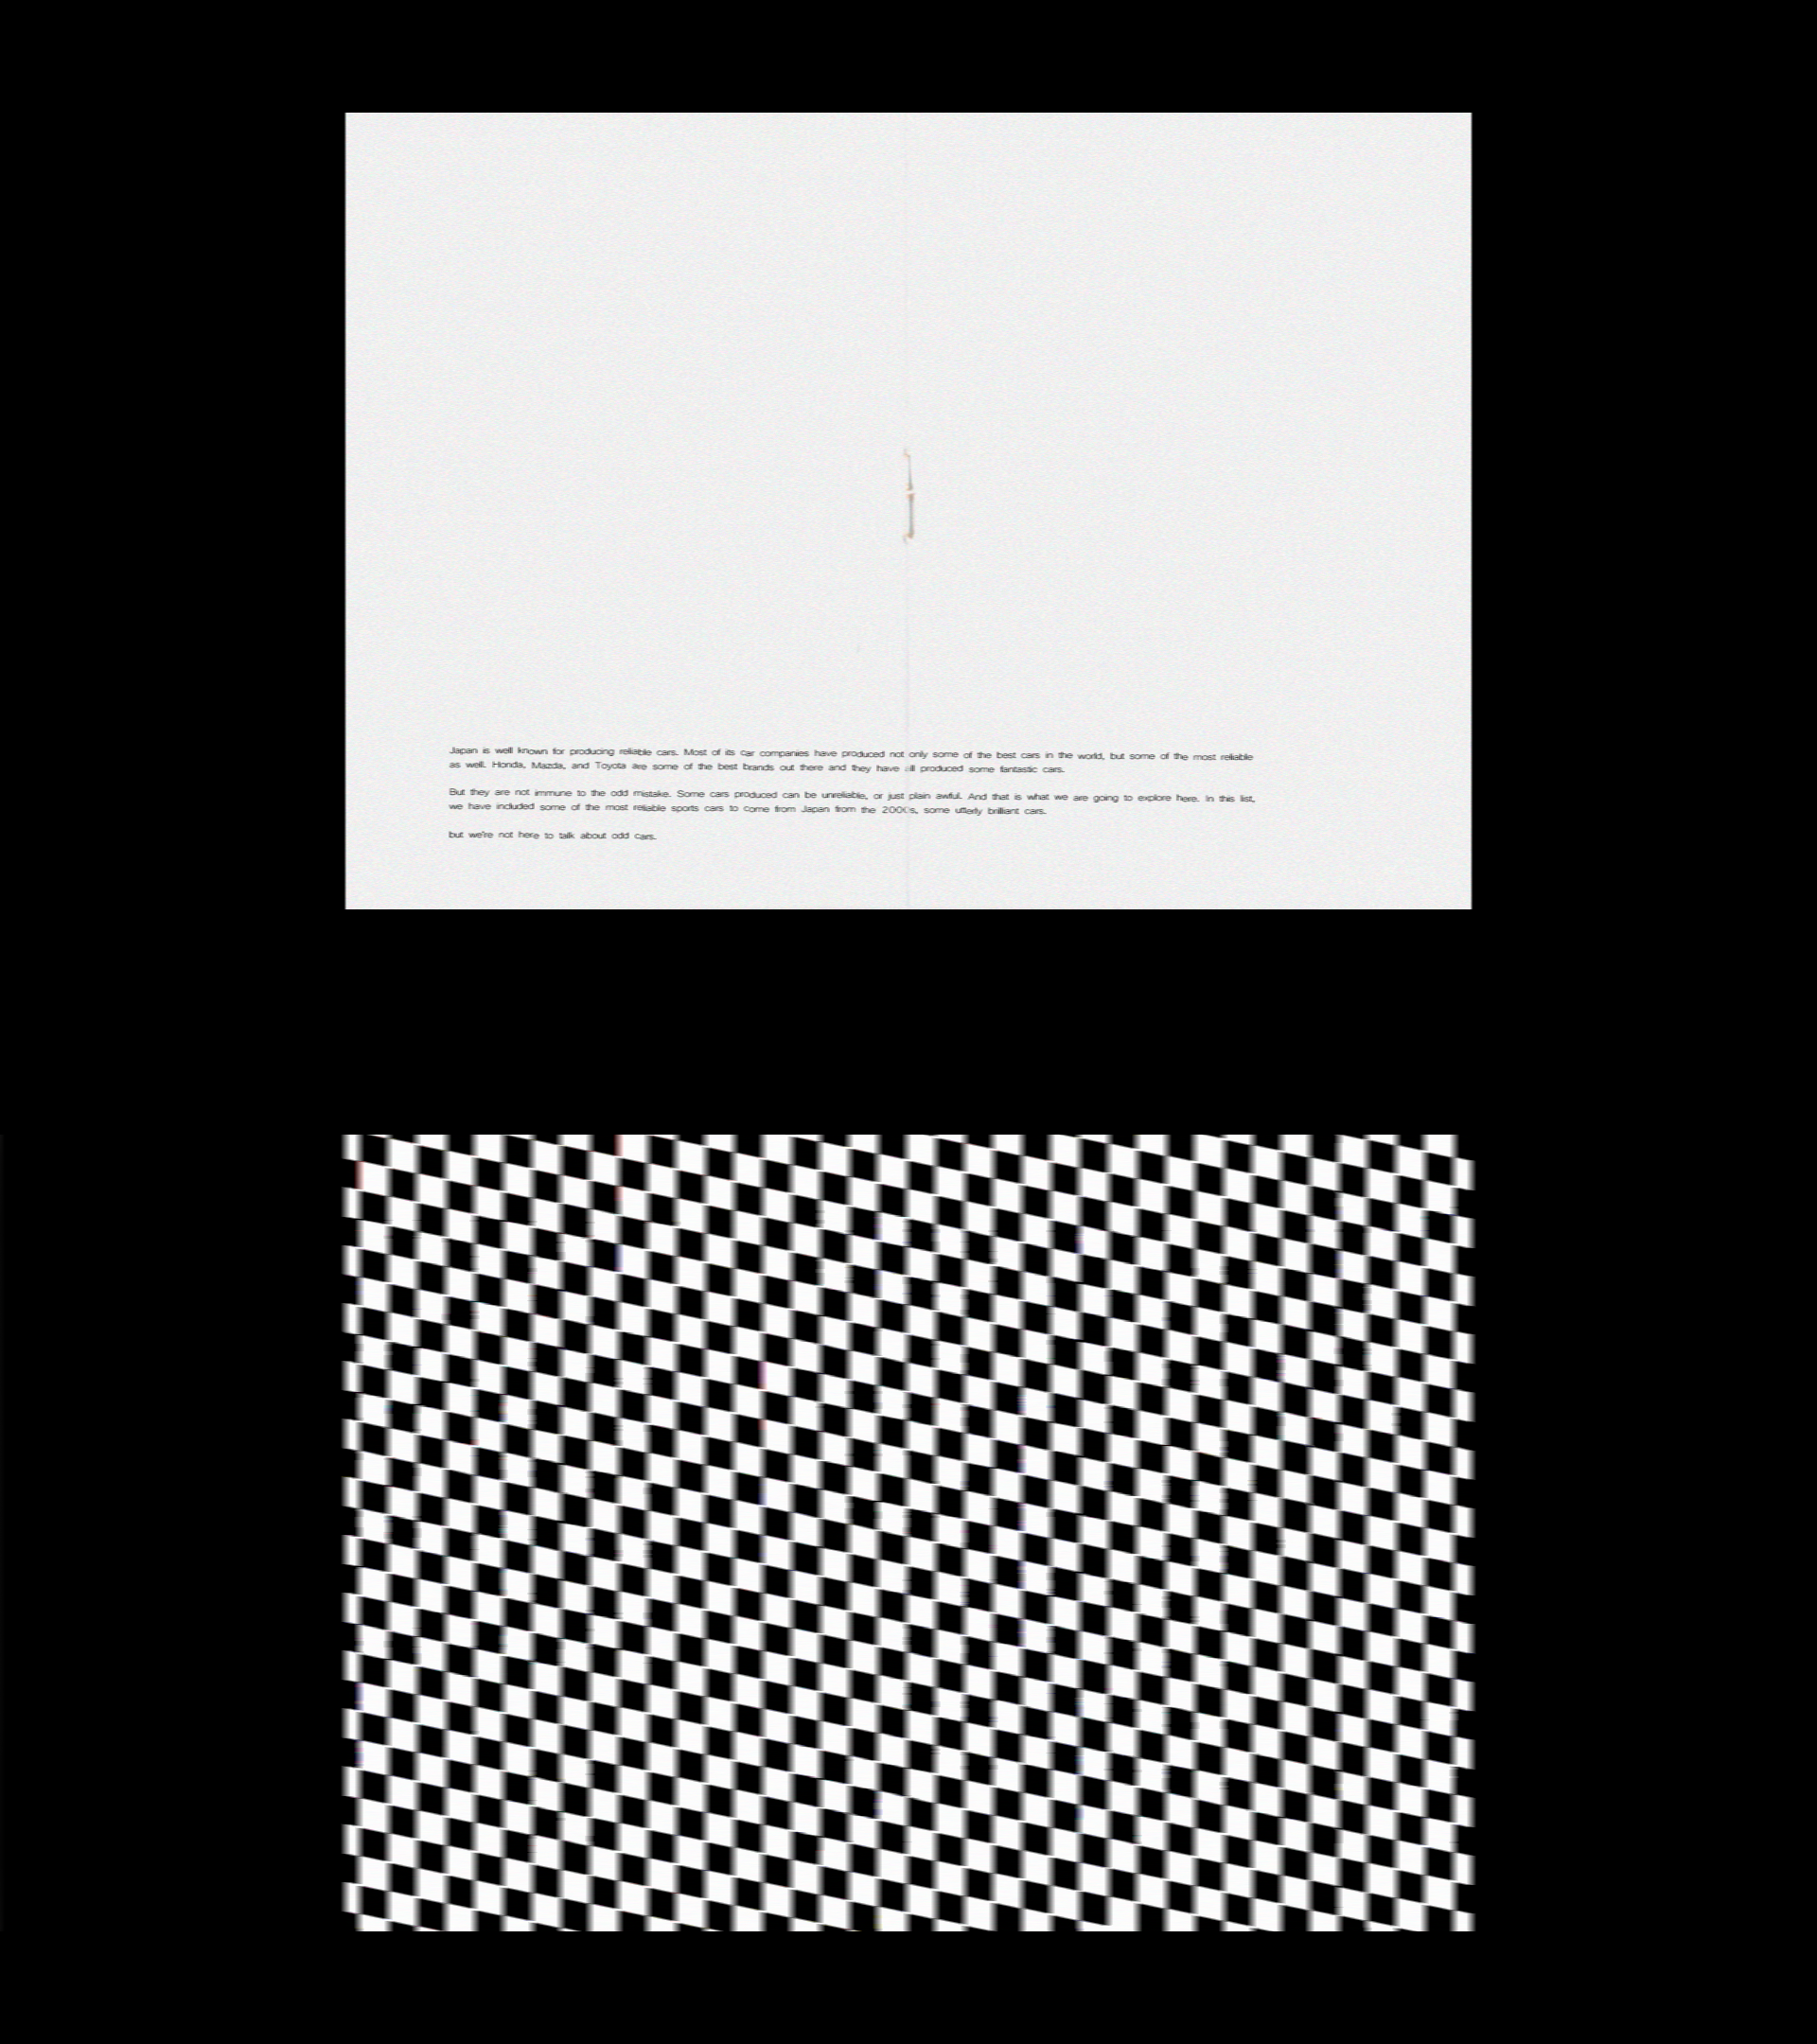 Japan is well known for producing reliable cars. Most of its car companies have produced not only some of the best cars in the world, but some of the most reliable
as well. Honda, Mazda, and Toyota are some of the best brands out there and they have all produced some fantastic cars.
But they are not immune to the odd mistake. Some cars produced can be unreliable, or just plain awful. And that is what we are going to explore here. In this list,
we have included some of the most reliable sports cars to come from Japan from the 2000s, some utterly brilliant cars.
but we're not here to talk about odd cars.